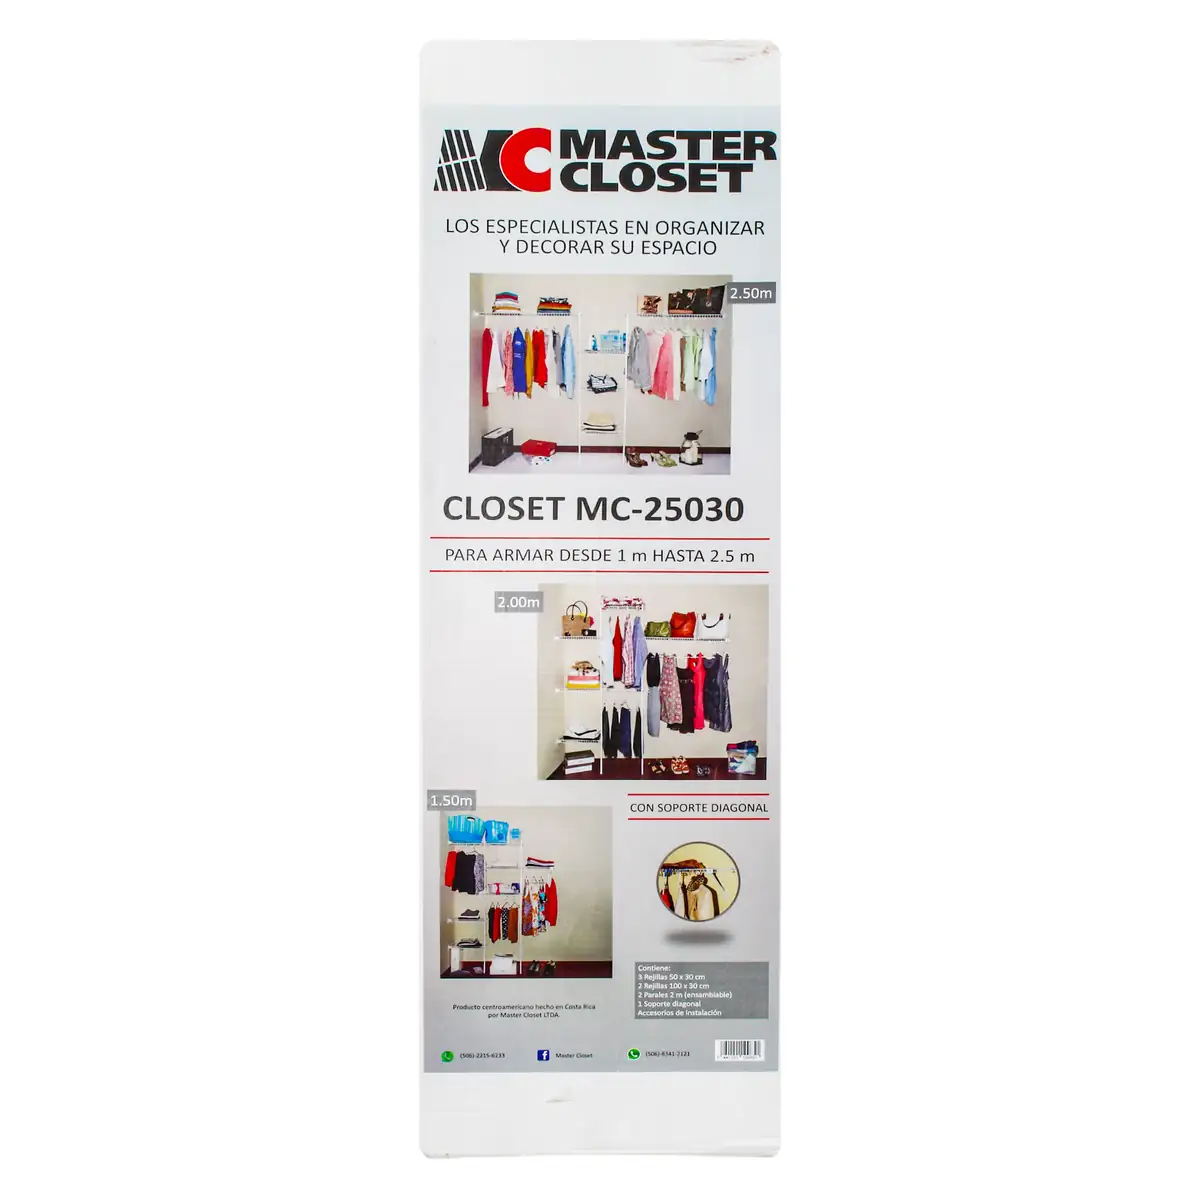 MC MASTER
CLOSET
LOS ESPECIALISTAS EN ORGANIZAR
Y DECORAR SU ESPACIO
2.50m
CLOSET MC-25030
PARA ARMAR DESDE 1 m HASTA 2.5 m
2.00m
1.50m
CON SOPORTE DIAGONAL
Contiene:
3 Rejillas 50 x 30 cm
2 Rejillas 100 x 30 cm
2 Parales 2 m (ensamblable)
1 Soporte diagonal
Accesorios de instalación
Producto centroamericano hecho en Costa Rica
por Master Closet LTDA.
(506)-2215-6233
Master Closet
(506)-8341-7121